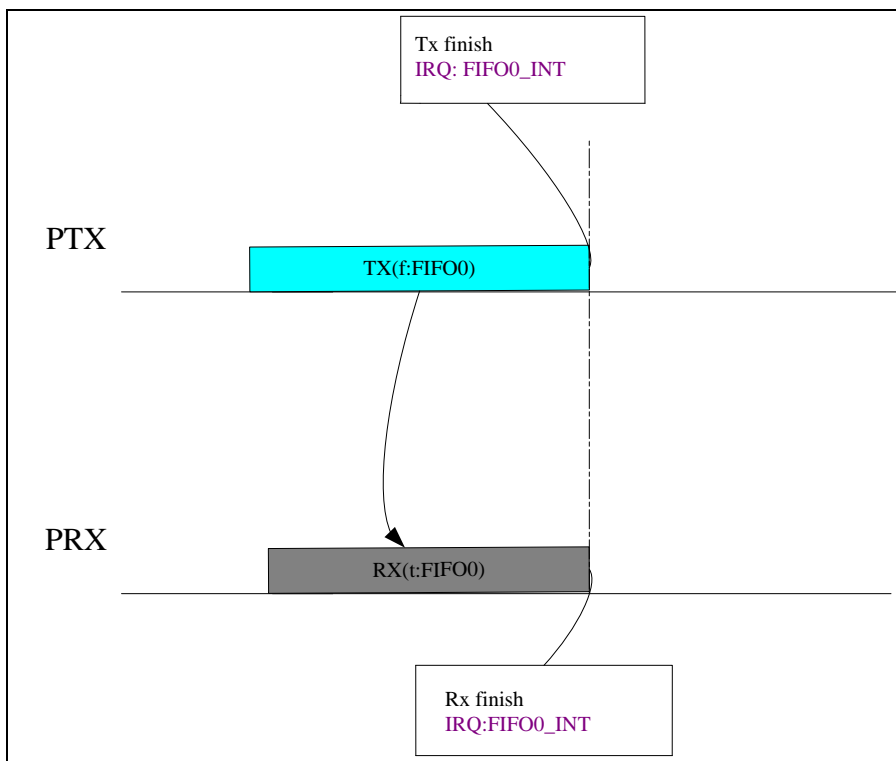 Tx finish
IRQ: FIFO0_INT
PTX
TX(f:FIFO0)
PRX
RX(t:FIFO0)
Rx finish
IRQ:FIFO0_INT